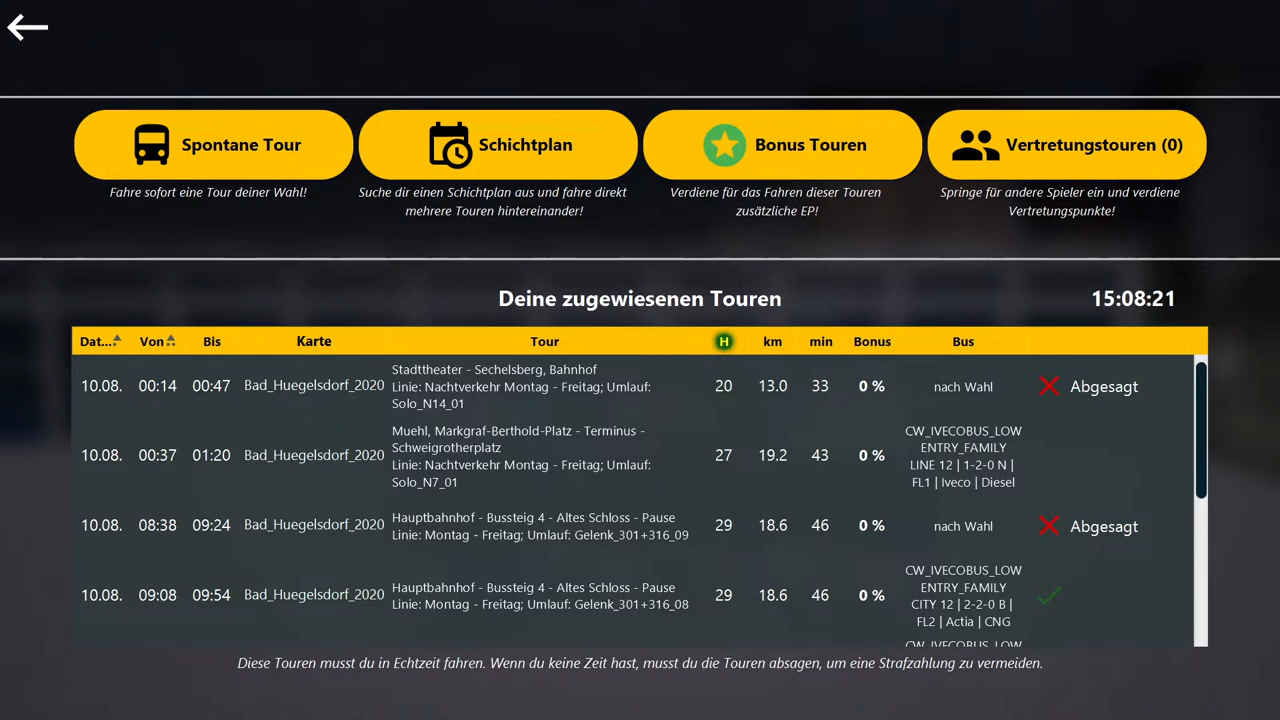 Spontane Tour
Schichtplan
Bonus Touren
Vertretungstouren (0)
Fahre sofort eine Tour deiner Wahl!
Suche dir einen Schichtplan aus und fahre direkt
mehrere Touren hintereinander!
Verdiene für das Fahren dieser Touren
zusätzliche EP!
Springe für andere Spieler ein und verdiene
Vertretungspunkte!
Deine zugewiesenen Touren
15:08:21
Dat... Von Bis Karte Tour H km min Bonus Bus
10.08. 00:14 00:47 Bad_Huegelsdorf_2020
Stadttheater - Sechelsberg, Bahnhof
Linie: Nachtverkehr Montag - Freitag; Umlauf:
Solo_N14_01
20 13.0 33 0 % nach Wahl Abgesagt
10.08. 00:37 01:20 Bad_Huegelsdorf_2020
Muehl, Markgraf-Berthold-Platz - Terminus -
Schweigrotherplatz
Linie: Nachtverkehr Montag - Freitag; Umlauf:
Solo_N7_01
27 19.2 43 0 %
CW_IVECOBUS_LOW
ENTRY_FAMILY
LINE 12 | 1-2-0 N |
FL1 | Iveco | Diesel
10.08. 08:38 09:24 Bad_Huegelsdorf_2020
Hauptbahnhof - Bussteig 4 - Altes Schloss - Pause
Linie: Montag - Freitag; Umlauf: Gelenk_301+316_09
29 18.6 46 0 % nach Wahl Abgesagt
10.08. 09:08 09:54 Bad_Huegelsdorf_2020
Hauptbahnhof - Bussteig 4 - Altes Schloss - Pause
Linie: Montag - Freitag; Umlauf: Gelenk_301+316_08
29 18.6 46 0 %
CW_IVECOBUS_LOW
ENTRY_FAMILY
CITY 12 | 2-2-0 B |
FL2 | Actia | CNG
CW_IVECOBUS_LOW
Diese Touren musst du in Echtzeit fahren. Wenn du keine Zeit hast, musst du die Touren absagen, um eine Strafzahlung zu vermeiden.